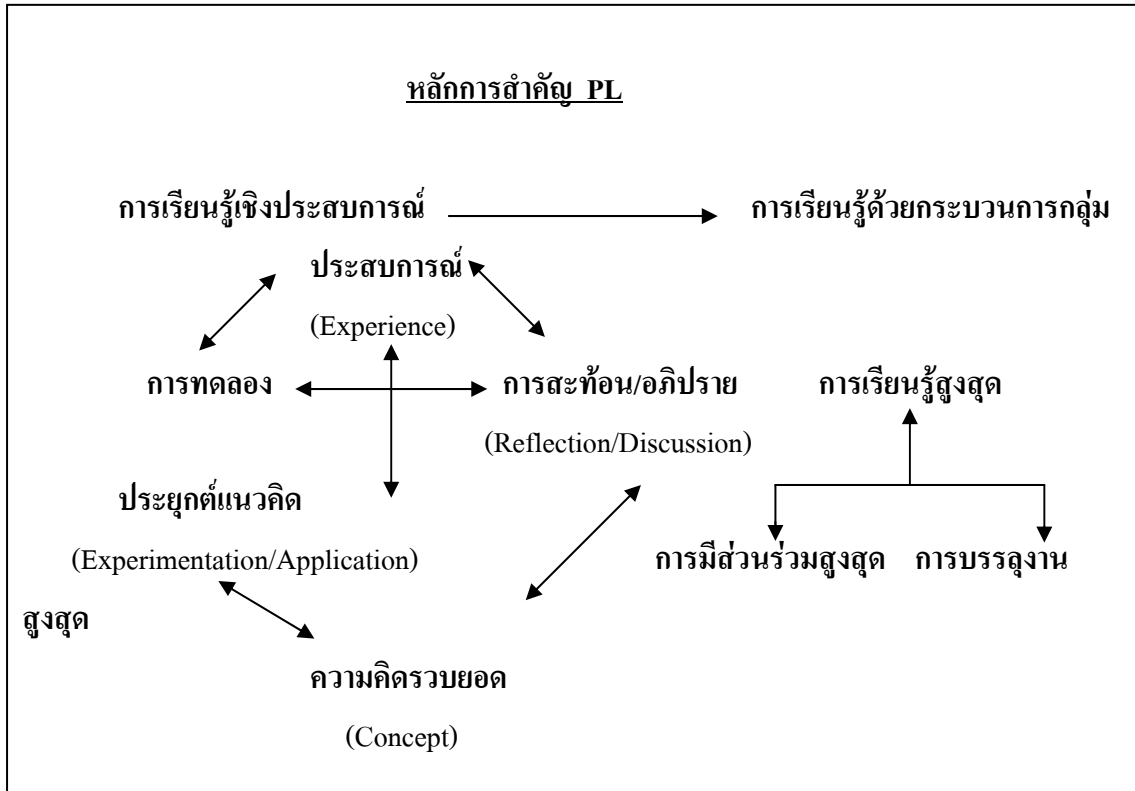 หลักการสำคัญ PL
การเรียนรู้เชิงประสบการณ์ การเรียนรู้ด้วยกระบวนการกลุ่ม
ประสบการณ์
(Experience)
การทดลอง การสะท้อน/อภิปราย การเรียนรู้สูงสุด
(Reflection/Discussion)
ประยุกต์แนวคิด
(Experimentation/Application) การมีส่วนร่วมสูงสุด การบรรลุงาน
สูงสุด
ความคิดรวบยอด
(Concept)